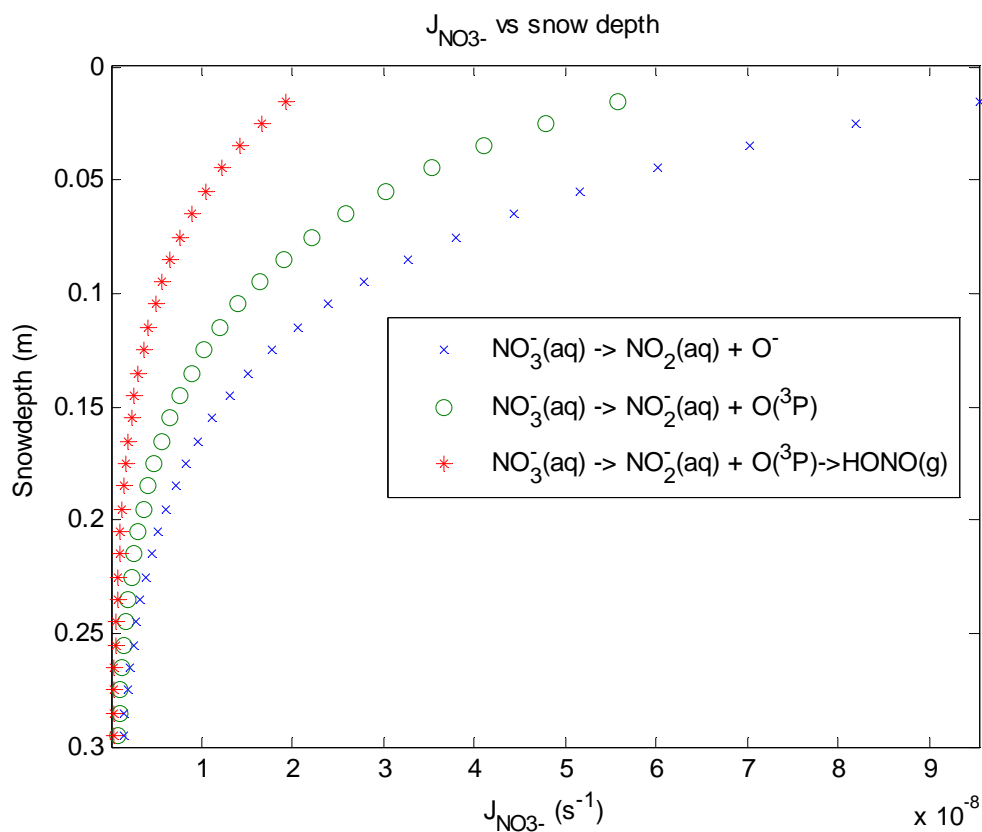 J_NO3- vs snow depth
0
0.05
0.1
0.15
0.2
0.25
0.3
Snowdepth (m)
NO₃⁻(aq) -> NO₂(aq) + O⁻
NO₃⁻(aq) -> NO₂⁻(aq) + O(³P)
NO₃⁻(aq) -> NO₂⁻(aq) + O(³P)->HONO(g)
1 2 3 4 5 6 7 8 9
J_NO3- (s⁻¹)
x 10⁻⁸